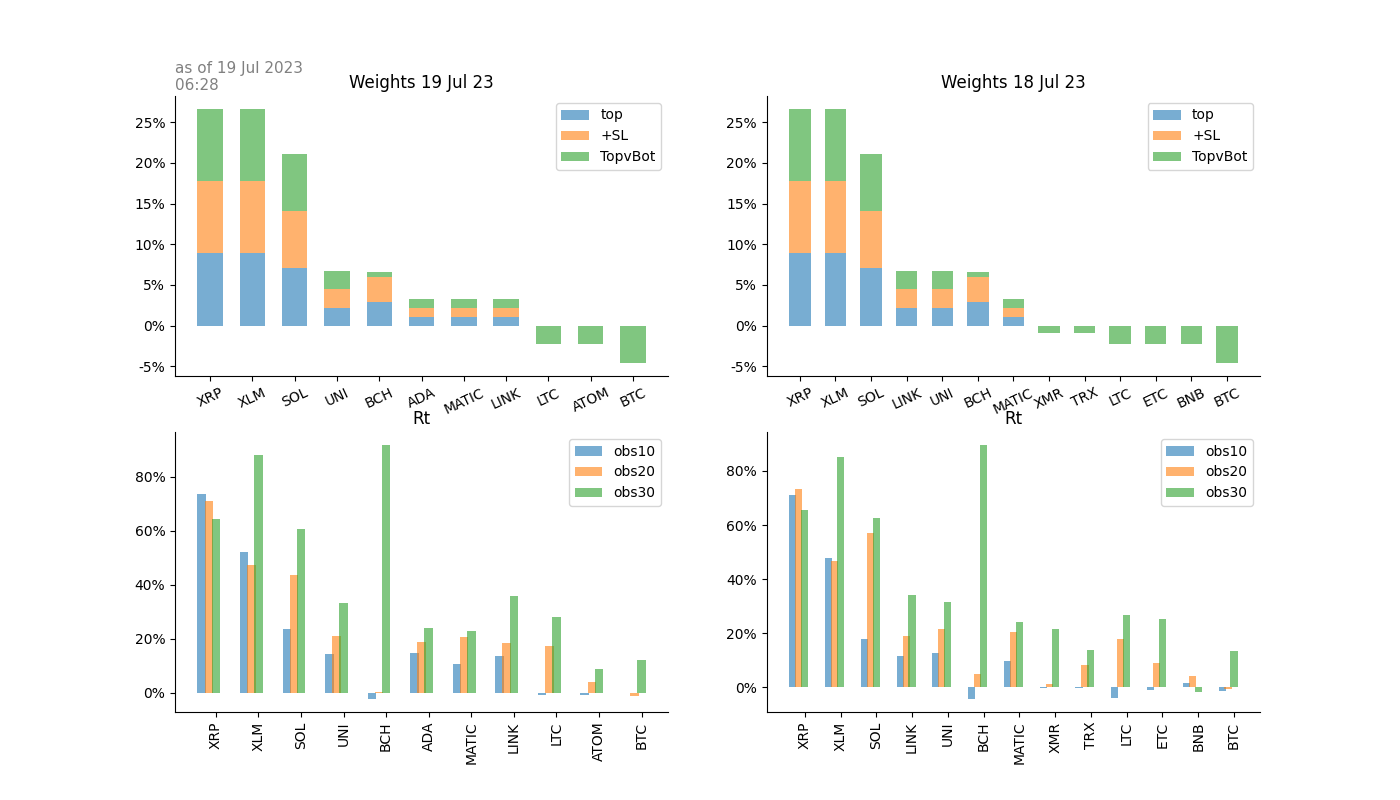 as of 19 Jul 2023
06:28
Weights 19 Jul 23
25%
20%
15%
10%
5%
0%
-5%
top
+SL
TopvBot
XRP XLM SOL UNI BCH ADA MATIC LINK LTC ATOM BTC
Weights 18 Jul 23
25%
20%
15%
10%
5%
0%
-5%
top
+SL
TopvBot
XRP XLM SOL LINK UNI BCH MATIC XMR TRX LTC ETC BNB BTC
Rt
80%
60%
40%
20%
0%
obs10
obs20
obs30
XRP XLM SOL UNI BCH ADA MATIC LINK LTC ATOM BTC
Rt
80%
60%
40%
20%
0%
obs10
obs20
obs30
XRP XLM SOL LINK UNI BCH MATIC XMR TRX LTC ETC BNB BTC